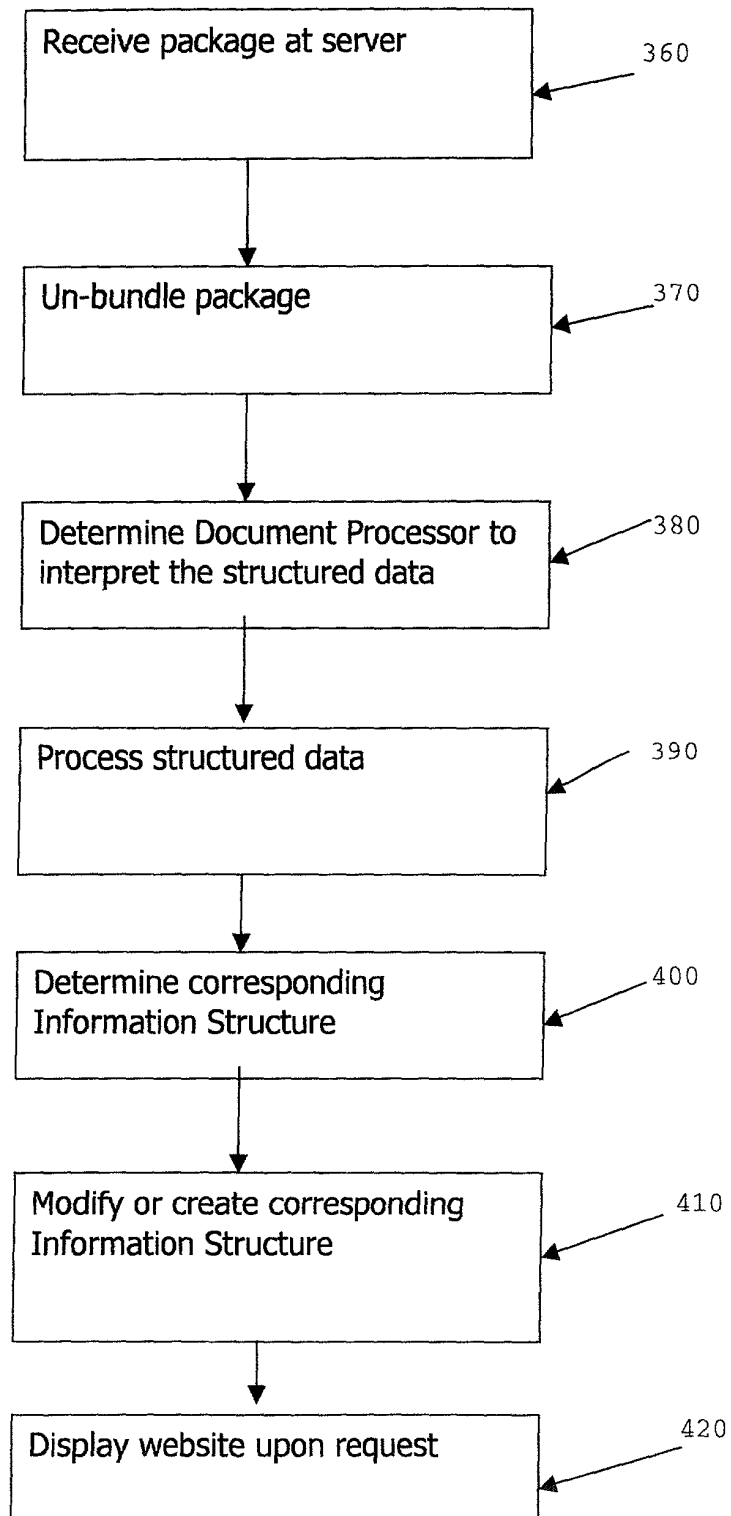 Receive package at server
360
Un-bundle package
370
Determine Document Processor to
interpret the structured data
380
Process structured data
390
Determine corresponding
Information Structure
400
Modify or create corresponding
Information Structure
410
Display website upon request
420